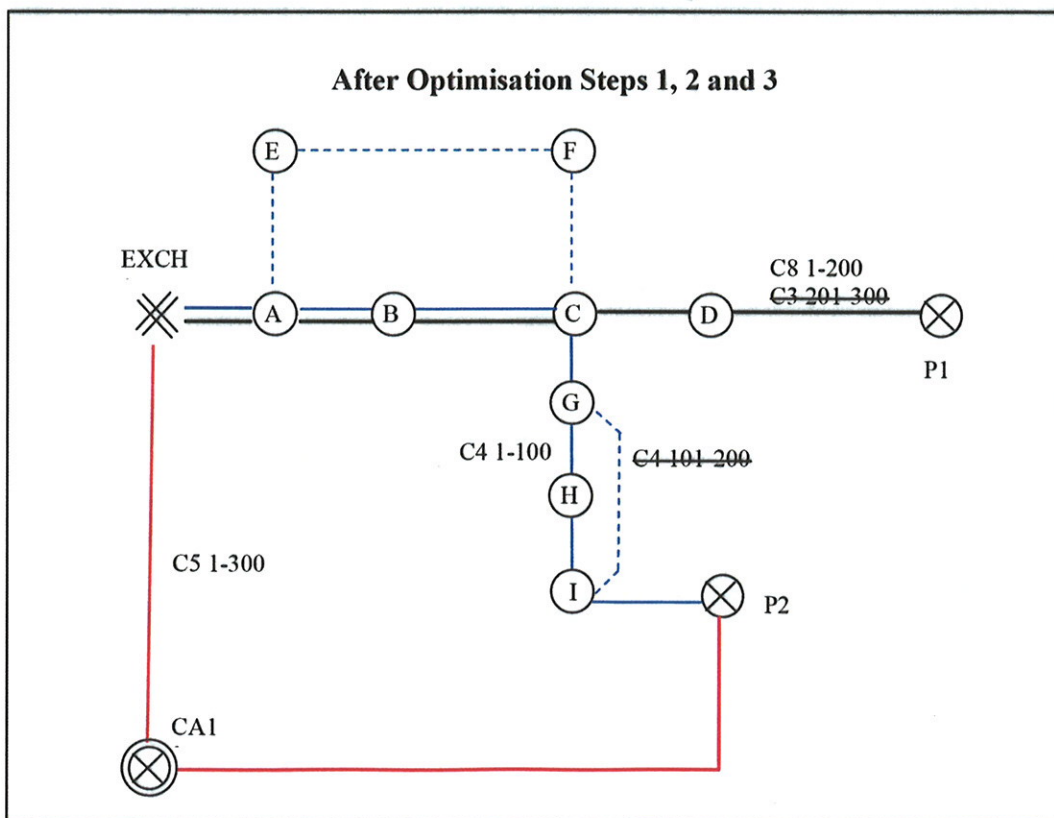 After Optimisation Steps 1, 2 and 3
E
F
EXCH
C8 1-200
C3 201-300
A
B
C
D
P1
G
C4 1-100
C4 101-200
H
C5 1-300
I
P2
CA1